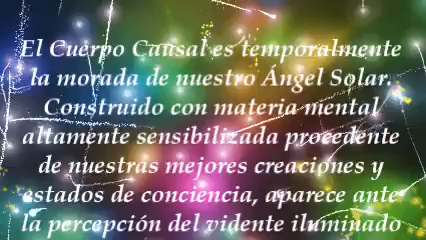 El Cuerpo Causal es temporalmente
la morada de nuestro Ángel Solar.
Construido con materia mental
altamente sensibilizada procedente
de nuestras mejores creaciones y
estados de conciencia, aparece ante
la percepción del vidente iluminado